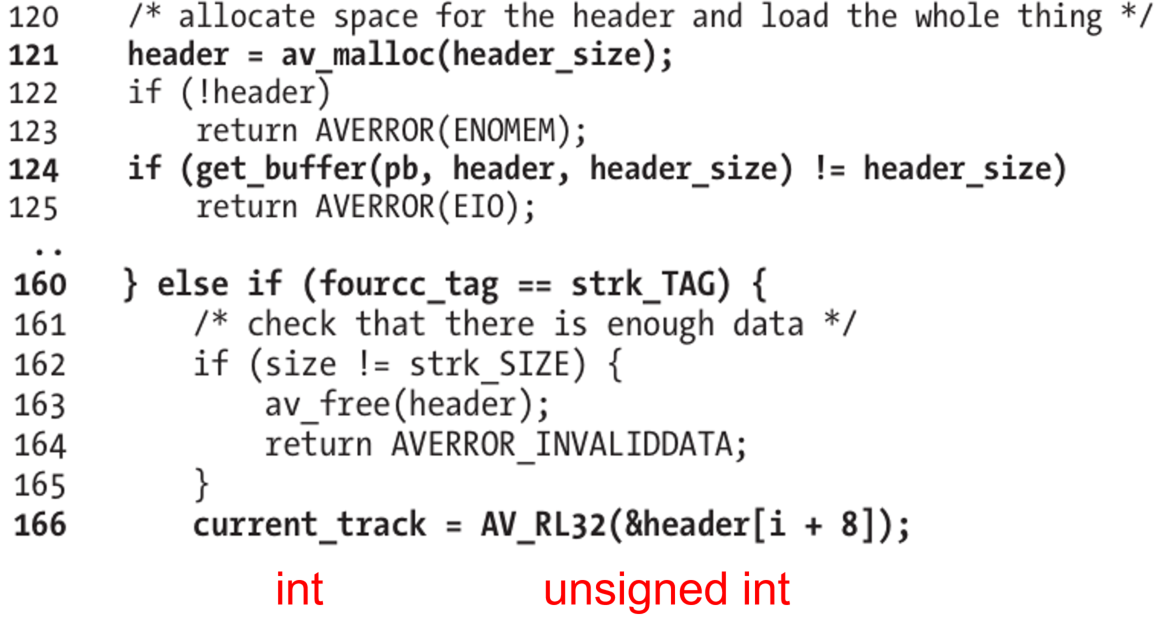 120 /* allocate space for the header and load the whole thing */
121 header = av_malloc(header_size);
122 if (!header)
123 return AVERROR(ENOMEM);
124 if (get_buffer(pb, header, header_size) != header_size)
125 return AVERROR(EIO);
..
160 } else if (fourcc_tag == strk_TAG) {
161 /* check that there is enough data */
162 if (size != strk_SIZE) {
163 av_free(header);
164 return AVERROR_INVALIDDATA;
165 }
166 current_track = AV_RL32(&header[i + 8]);
int unsigned int